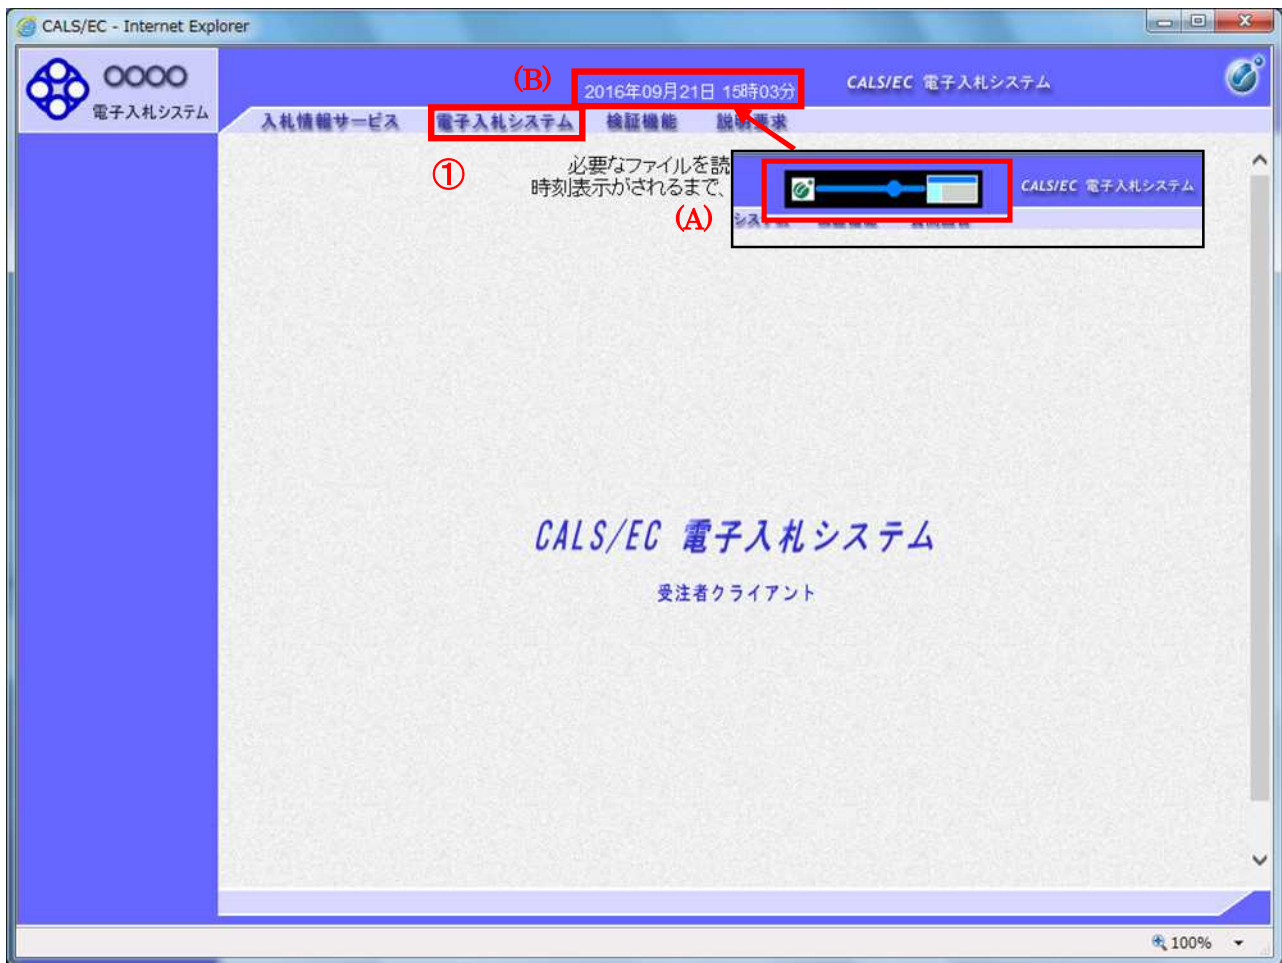 CALS/EC - Internet Explorer
○○○○
電子入札システム
(B)
2016年09月21日 15時03分
CALS/EC 電子入札システム
入札情報サービス 電子入札システム 検証機能 説明要求
①
必要なファイルを読
時刻表示がされるまで、
(A)
CALS/EC 電子入札システム
システム
CALS/EC 電子入札システム
受注者クライアント
100%